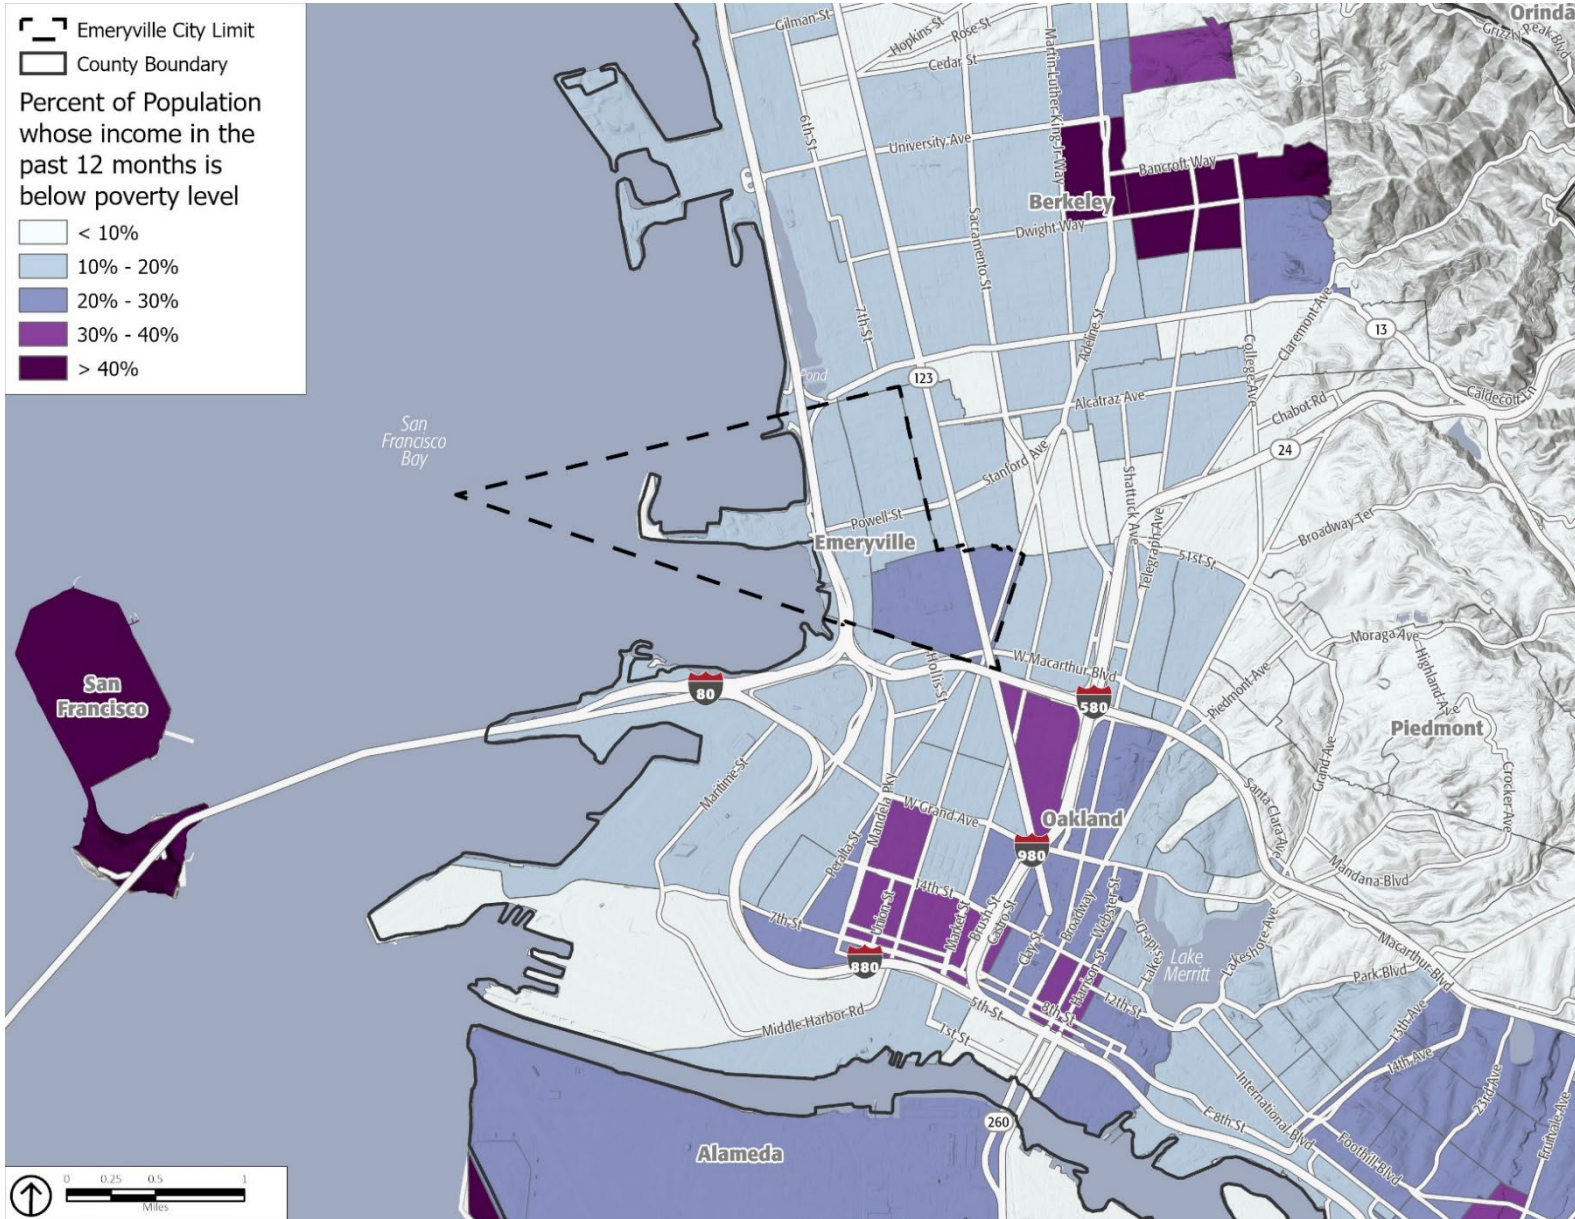 Emeryville City Limit
County Boundary
Percent of Population
whose income in the
past 12 months is
below poverty level
< 10%
10% - 20%
20% - 30%
30% - 40%
> 40%
Orinda
Grizzly Peak Blvd
Gilman St
Hopkins St
Rose St
Cedar St
Martin Luther King Jr Way
6th St
University Ave
Bancroft Way
Berkeley
Dwight Way
Sacramento St
7th St
Adeline St
College Ave
Claremont Ave
13
Pond
123
Alcatraz Ave
Chabot Rd
Caldecott Ln
San
Francisco
Bay
24
Stanford Ave
Shattuck Ave
Telegraph Ave
Powell St
Emeryville
Broadway Ter
51st St
Moraga Ave
Highland Ave
W Macarthur Blvd
Hollis St
Piedmont Ave
80
580
San
Francisco
Piedmont
Grand Ave
Crocker Ave
Maritime St
Mandela Pky
W Grand Ave
Oakland
Santa Clara Ave
980
Peralta St
Mandana Blvd
14th St
7th St
Union St
Market St
Brush St
Castro St
Clay St
Broadway
Webster St
Harrison St
Lakeside Dr
Lake
Merritt
Lakeshore Ave
Macarthur Blvd
Park Blvd
880
12th St
8th St
5th St
1st St
Middle Harbor Rd
13th Ave
14th Ave
23rd Ave
Fruitvale Ave
International Blvd
E 8th St
Foothill Blvd
260
Alameda
0 0.25 0.5 1
Miles